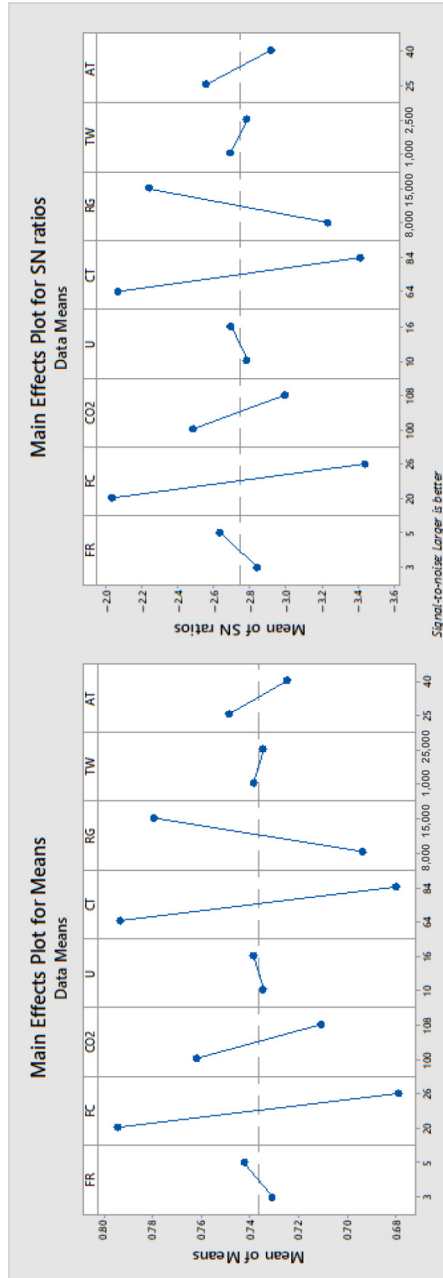 Main Effects Plot for Means
Data Means
FR FC CO2 U CT RG TW AT
0.80
0.78
0.76
0.74
0.72
0.70
0.68
Mean of Means
3 5 20 26 100 108 10 16 64 84 8,000 15,000 1,000 25,000 25 40
Main Effects Plot for SN ratios
Data Means
FR FC CO2 U CT RG TW AT
−2.0
−2.2
−2.4
−2.6
−2.8
−3.0
−3.2
−3.4
−3.6
Mean of SN ratios
3 5 20 26 100 108 10 16 64 84 8,000 15,000 1,000 2,500 25 40
Signal-to-noise: Larger is better